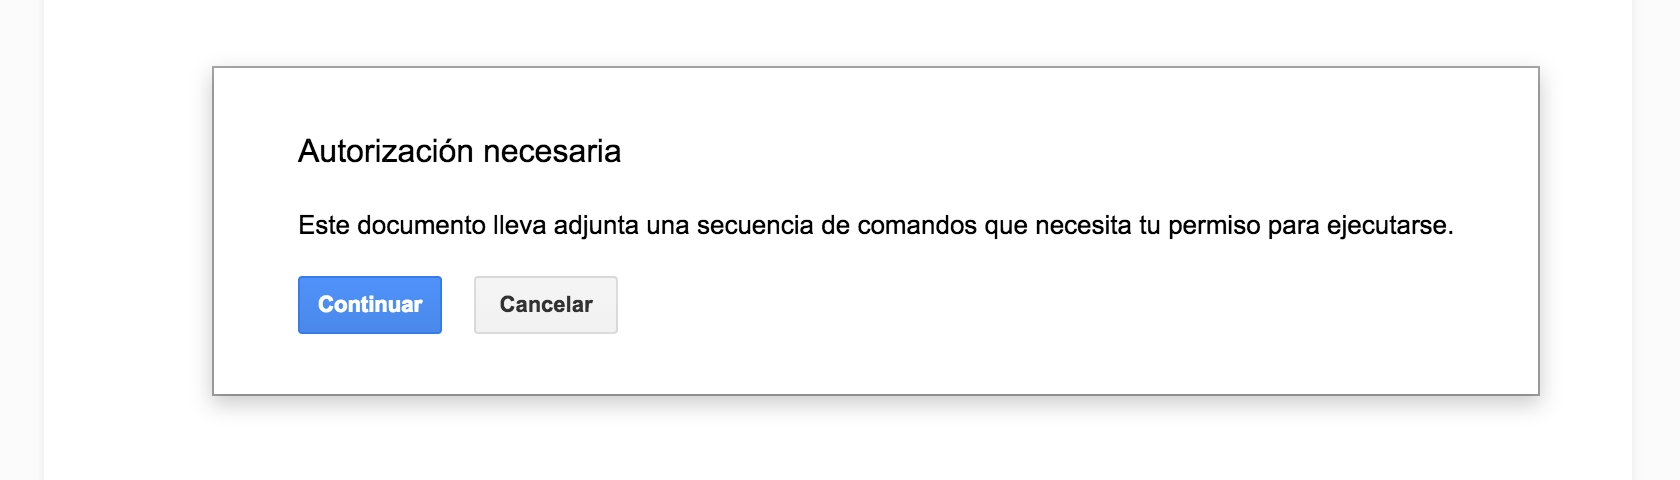 Autorización necesaria
Este documento lleva adjunta una secuencia de comandos que necesita tu permiso para ejecutarse.
Continuar
Cancelar